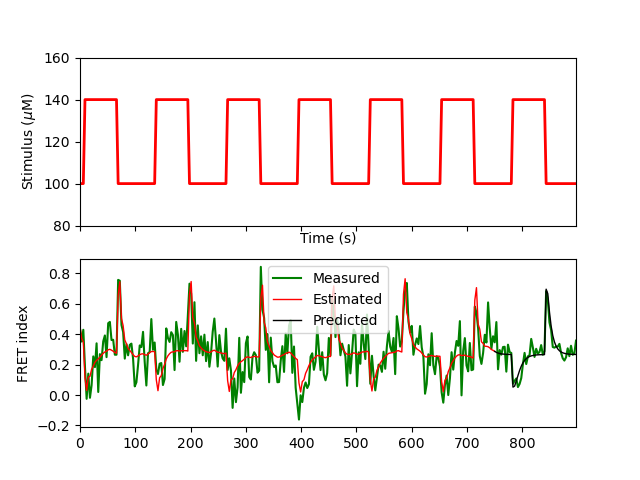 160
140
120
100
80
Stimulus (μM)
Time (s)
0.8
0.6
0.4
0.2
0.0
−0.2
FRET index
Measured
Estimated
Predicted
0 100 200 300 400 500 600 700 800